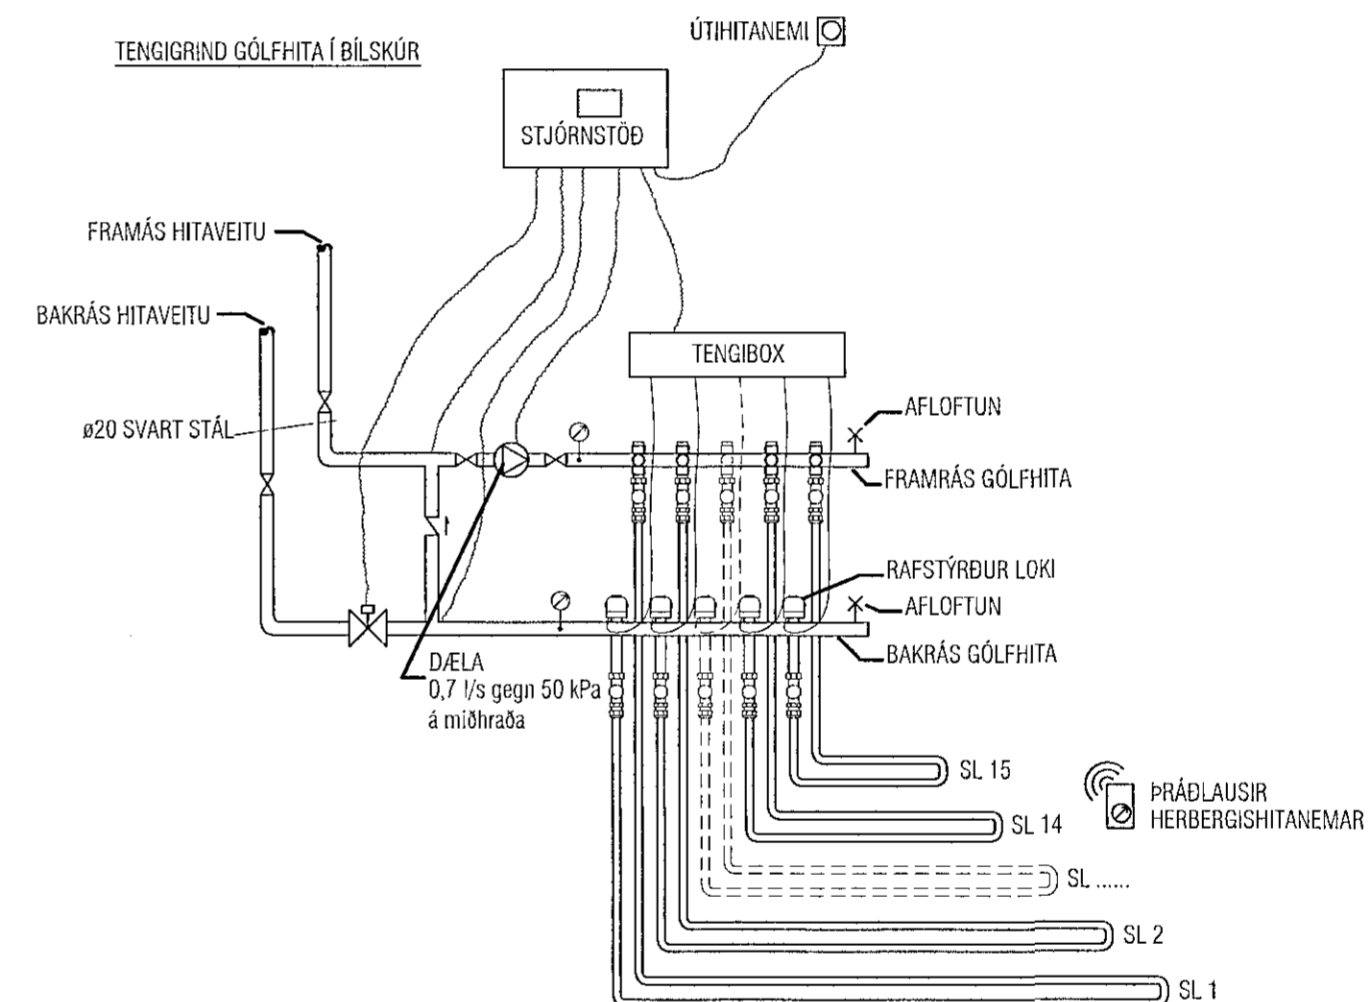 ÚTIHITANEMI
TENGIGRIND GÓLFHITA Í BÍLSKÚR
STJÓRNSTÖÐ
FRAMÁS HITAVEITU
BAKRÁS HITAVEITU
TENGIBOX
AFLOFTUN
ø20 SVART STÁL
FRAMRÁS GÓLFHITA
RAFSTÝRÐUR LOKI
AFLOFTUN
BAKRÁS GÓLFHITA
DÆLA
0,7 l/s gegn 50 kPa
á miðhraða
SL 15
ÞRÁÐLAUSIR
HERBERGISHITANEMAR
SL 14
SL ......
SL 2
SL 1